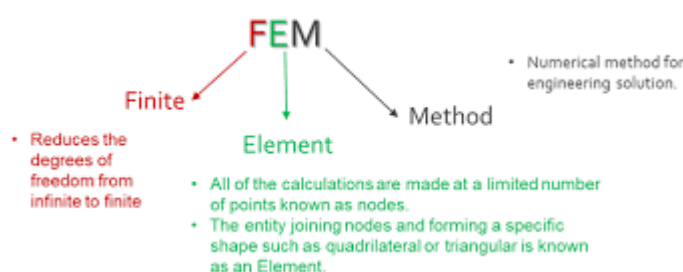 FEM
• Numerical method for
engineering solution.
Finite
Method
• Reduces the
degrees of
freedom from
infinite to finite
Element
• All of the calculations are made at a limited number
of points known as nodes.
• The entity joining nodes and forming a specific
shape such as quadrilateral or triangular is known
as an Element.